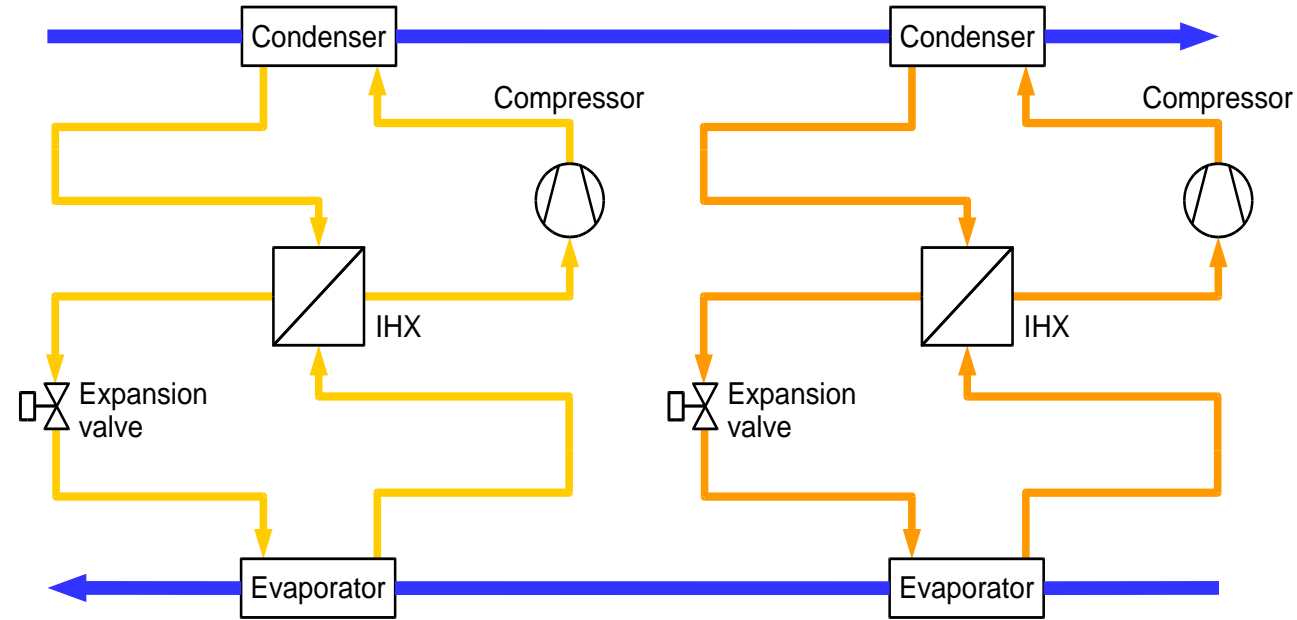 Condenser
Condenser
Compressor
Compressor
IHX
IHX
Expansion
valve
Expansion
valve
Evaporator
Evaporator